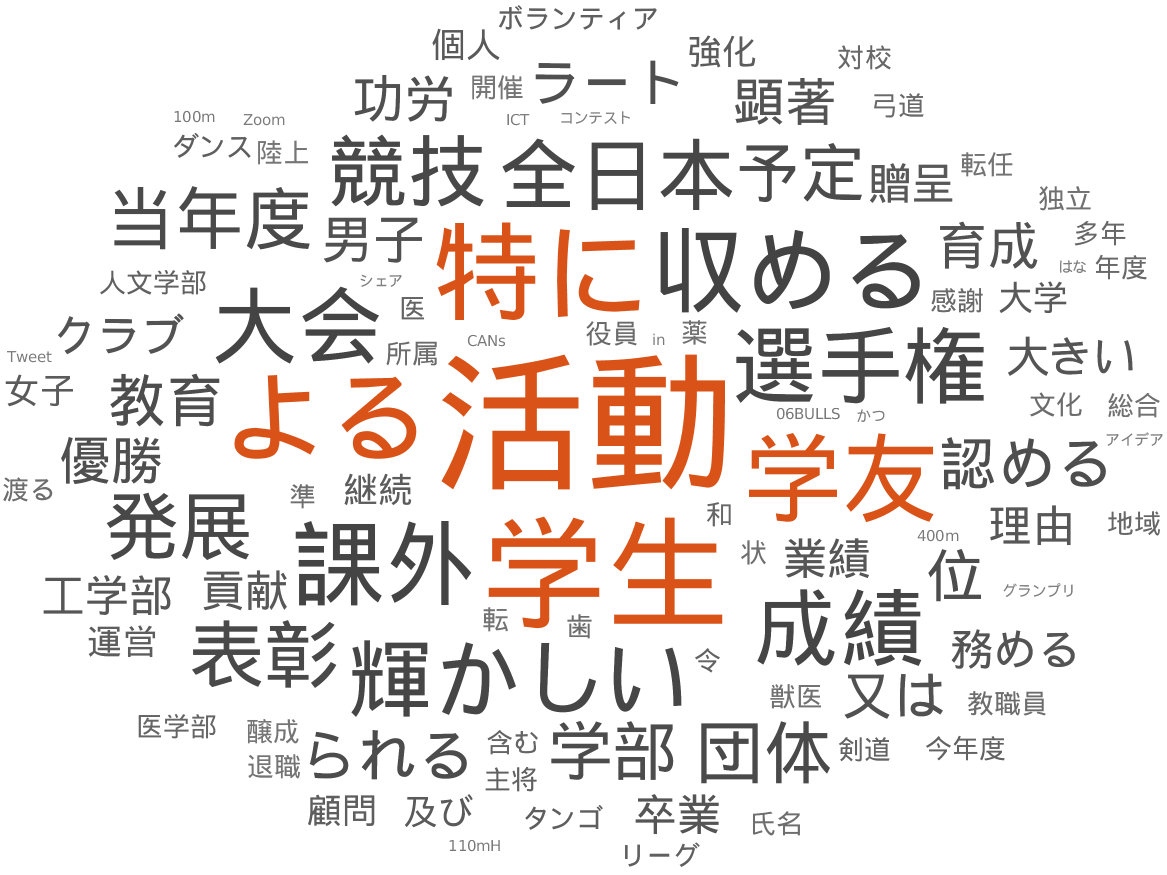 ボランティア
個人
強化
対校
功労
開催
ラート
顕著
弓道
100m
Zoom
ICT
コンテスト
ダンス
陸上
競技
全日本
予定
贈呈
転任
当年度
男子
特に
収める
育成
独立
多年
はな
年度
人文学部
シェア
大会
医
感謝
大学
クラブ
所属
CANs
役員
in
薬
選手権
大きい
Tweet
女子
教育
よる
活動
06BULLS
かつ
文化
総合
優勝
学友
認める
アイデア
渡る
発展
準
継続
和
理由
地域
課外
学生
状
業績
400m
位
グランプリ
工学部
貢献
運営
表彰
転
歯
成績
務める
輝かしい
令
獣医
又は
教職員
医学部
醸成
退職
られる
含む
主将
学部
団体
剣道
今年度
顧問
及び
タンゴ
卒業
氏名
110mH
リーグ